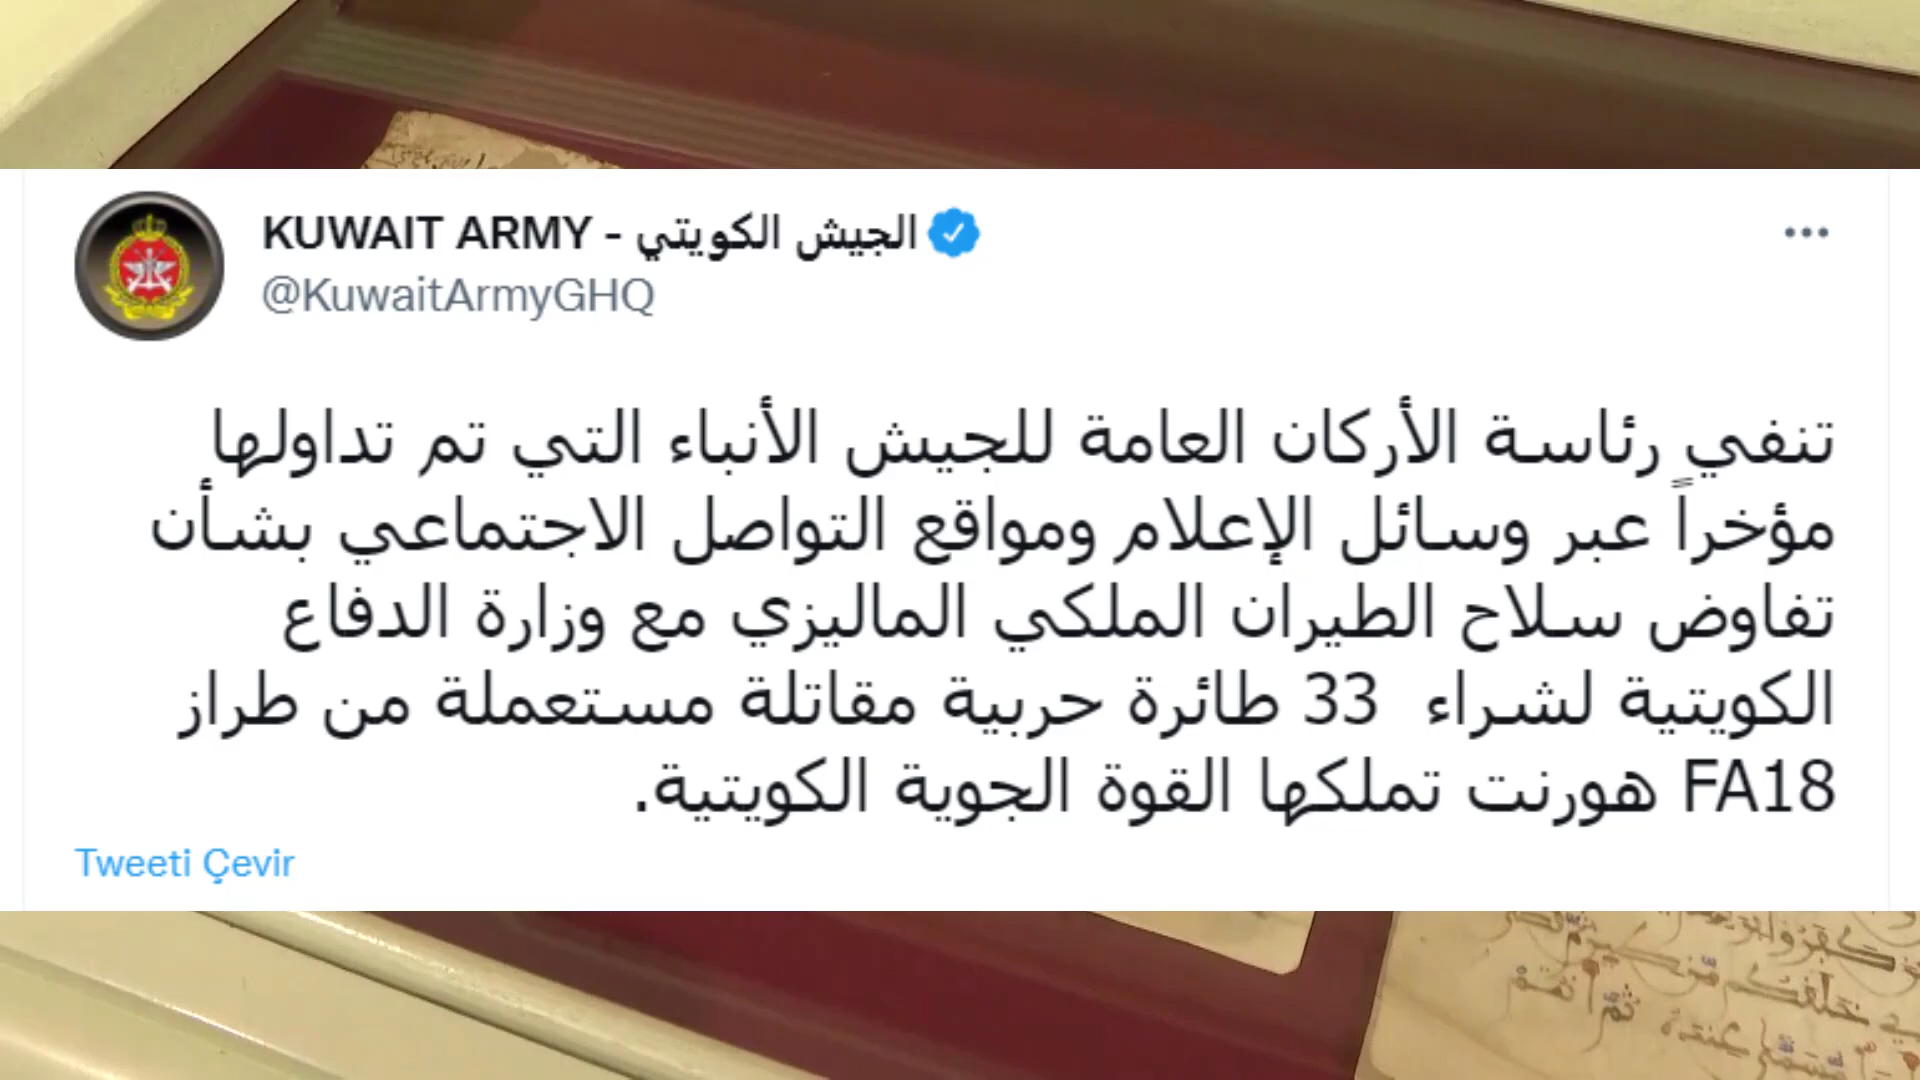 KUWAIT ARMY - الجيش الكويتي
@KuwaitArmyGHQ
تنفي رئاسة الأركان العامة للجيش الأنباء التي تم تداولها
مؤخراً عبر وسائل الإعلام ومواقع التواصل الاجتماعي بشأن
تفاوض سلاح الطيران الملكي الماليزي مع وزارة الدفاع
الكويتية لشراء 33 طائرة حربية مقاتلة مستعملة من طراز
FA18 هورنت تملكها القوة الجوية الكويتية.
Tweeti Çevir